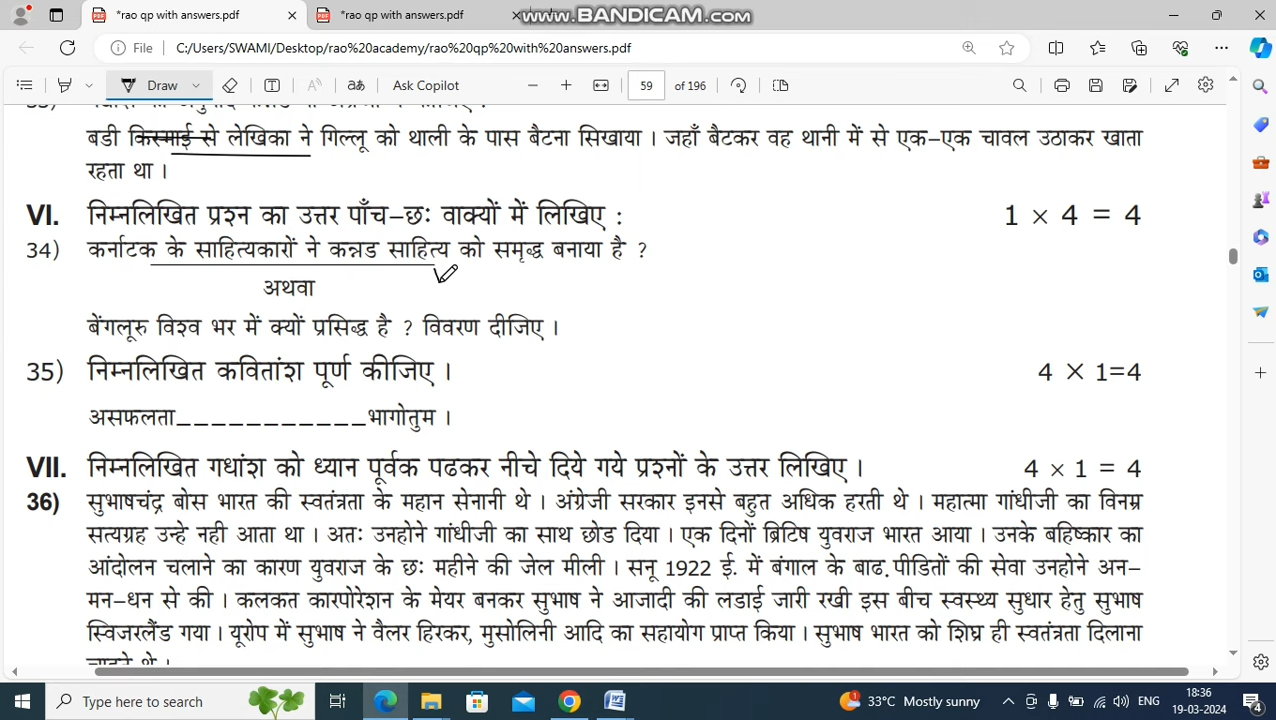 www.BANDICAM.com
*rao qp with answers.pdf
*rao qp with answers.pdf
File
C:/Users/SWAMI/Desktop/rao%20academy/rao%20qp%20with%20answers.pdf
Draw
Ask Copilot
59 of 196
बडी किस्माई से लेखिका ने गिल्लू को थाली के पास बैटना सिखाया । जहाँ बैटकर वह थानी में से एक–एक चावल उठाकर खाता
रहता था ।
VI. निम्नलिखित प्रश्न का उत्तर पाँच–छः वाक्यों में लिखिए : 1 × 4 = 4
34) कर्नाटक के साहित्यकारों ने कन्नड साहित्य को समृद्ध बनाया है ?
अथवा
बेंगलूरु विश्व भर में क्यों प्रसिद्ध है ? विवरण दीजिए ।
35) निम्नलिखित कवितांश पूर्ण कीजिए । 4 × 1=4
असफलता____________भागोतुम ।
VII. निम्नलिखित गधांश को ध्यान पूर्वक पढकर नीचे दिये गये प्रश्नों के उत्तर लिखिए । 4 × 1 = 4
36) सुभाषचंद्र बोस भारत की स्वतंत्रता के महान सेनानी थे । अंग्रेजी सरकार इनसे बहुत अधिक हरती थे । महात्मा गांधीजी का विनम्र
सत्यग्रह उन्हे नही आता था । अतः उनहोने गांधीजी का साथ छोड दिया । एक दिनों ब्रिटिष युवराज भारत आया । उनके बहिष्कार का
आंदोलन चलाने का कारण युवराज के छः महीने की जेल मीली । सनू 1922 ई. में बंगाल के बाढ. पीडितों की सेवा उनहोने अन–
मन–धन से की । कलकत कारपोरेशन के मेयर बनकर सुभाष ने आजादी की लडाई जारी रखी इस बीच स्वस्थ्य सुधार हेतु सुभाष
स्विजरलैंड गया । यूरोप में सुभाष ने वैलर हिरकर, मुसोलिनी आदि का सहायोग प्राप्त किया । सुभाष भारत को शिघ्र ही स्वतंत्रता दिलाना
Type here to search
33°C Mostly sunny
ENG
18:36
19-03-2024
4